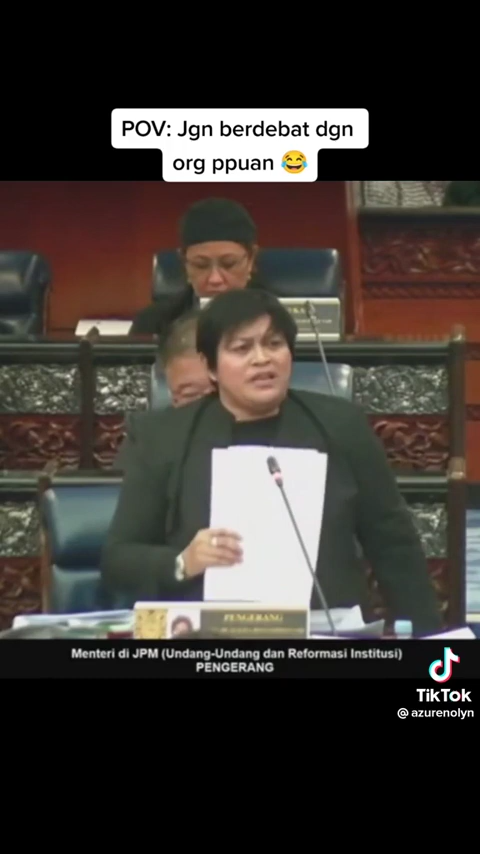 POV: Jgn berdebat dgn
org ppuan 😂
PENGERANG
Menteri di JPM (Undang-Undang dan Reformasi Institusi)
PENGERANG
TikTok
@ azurenolyn